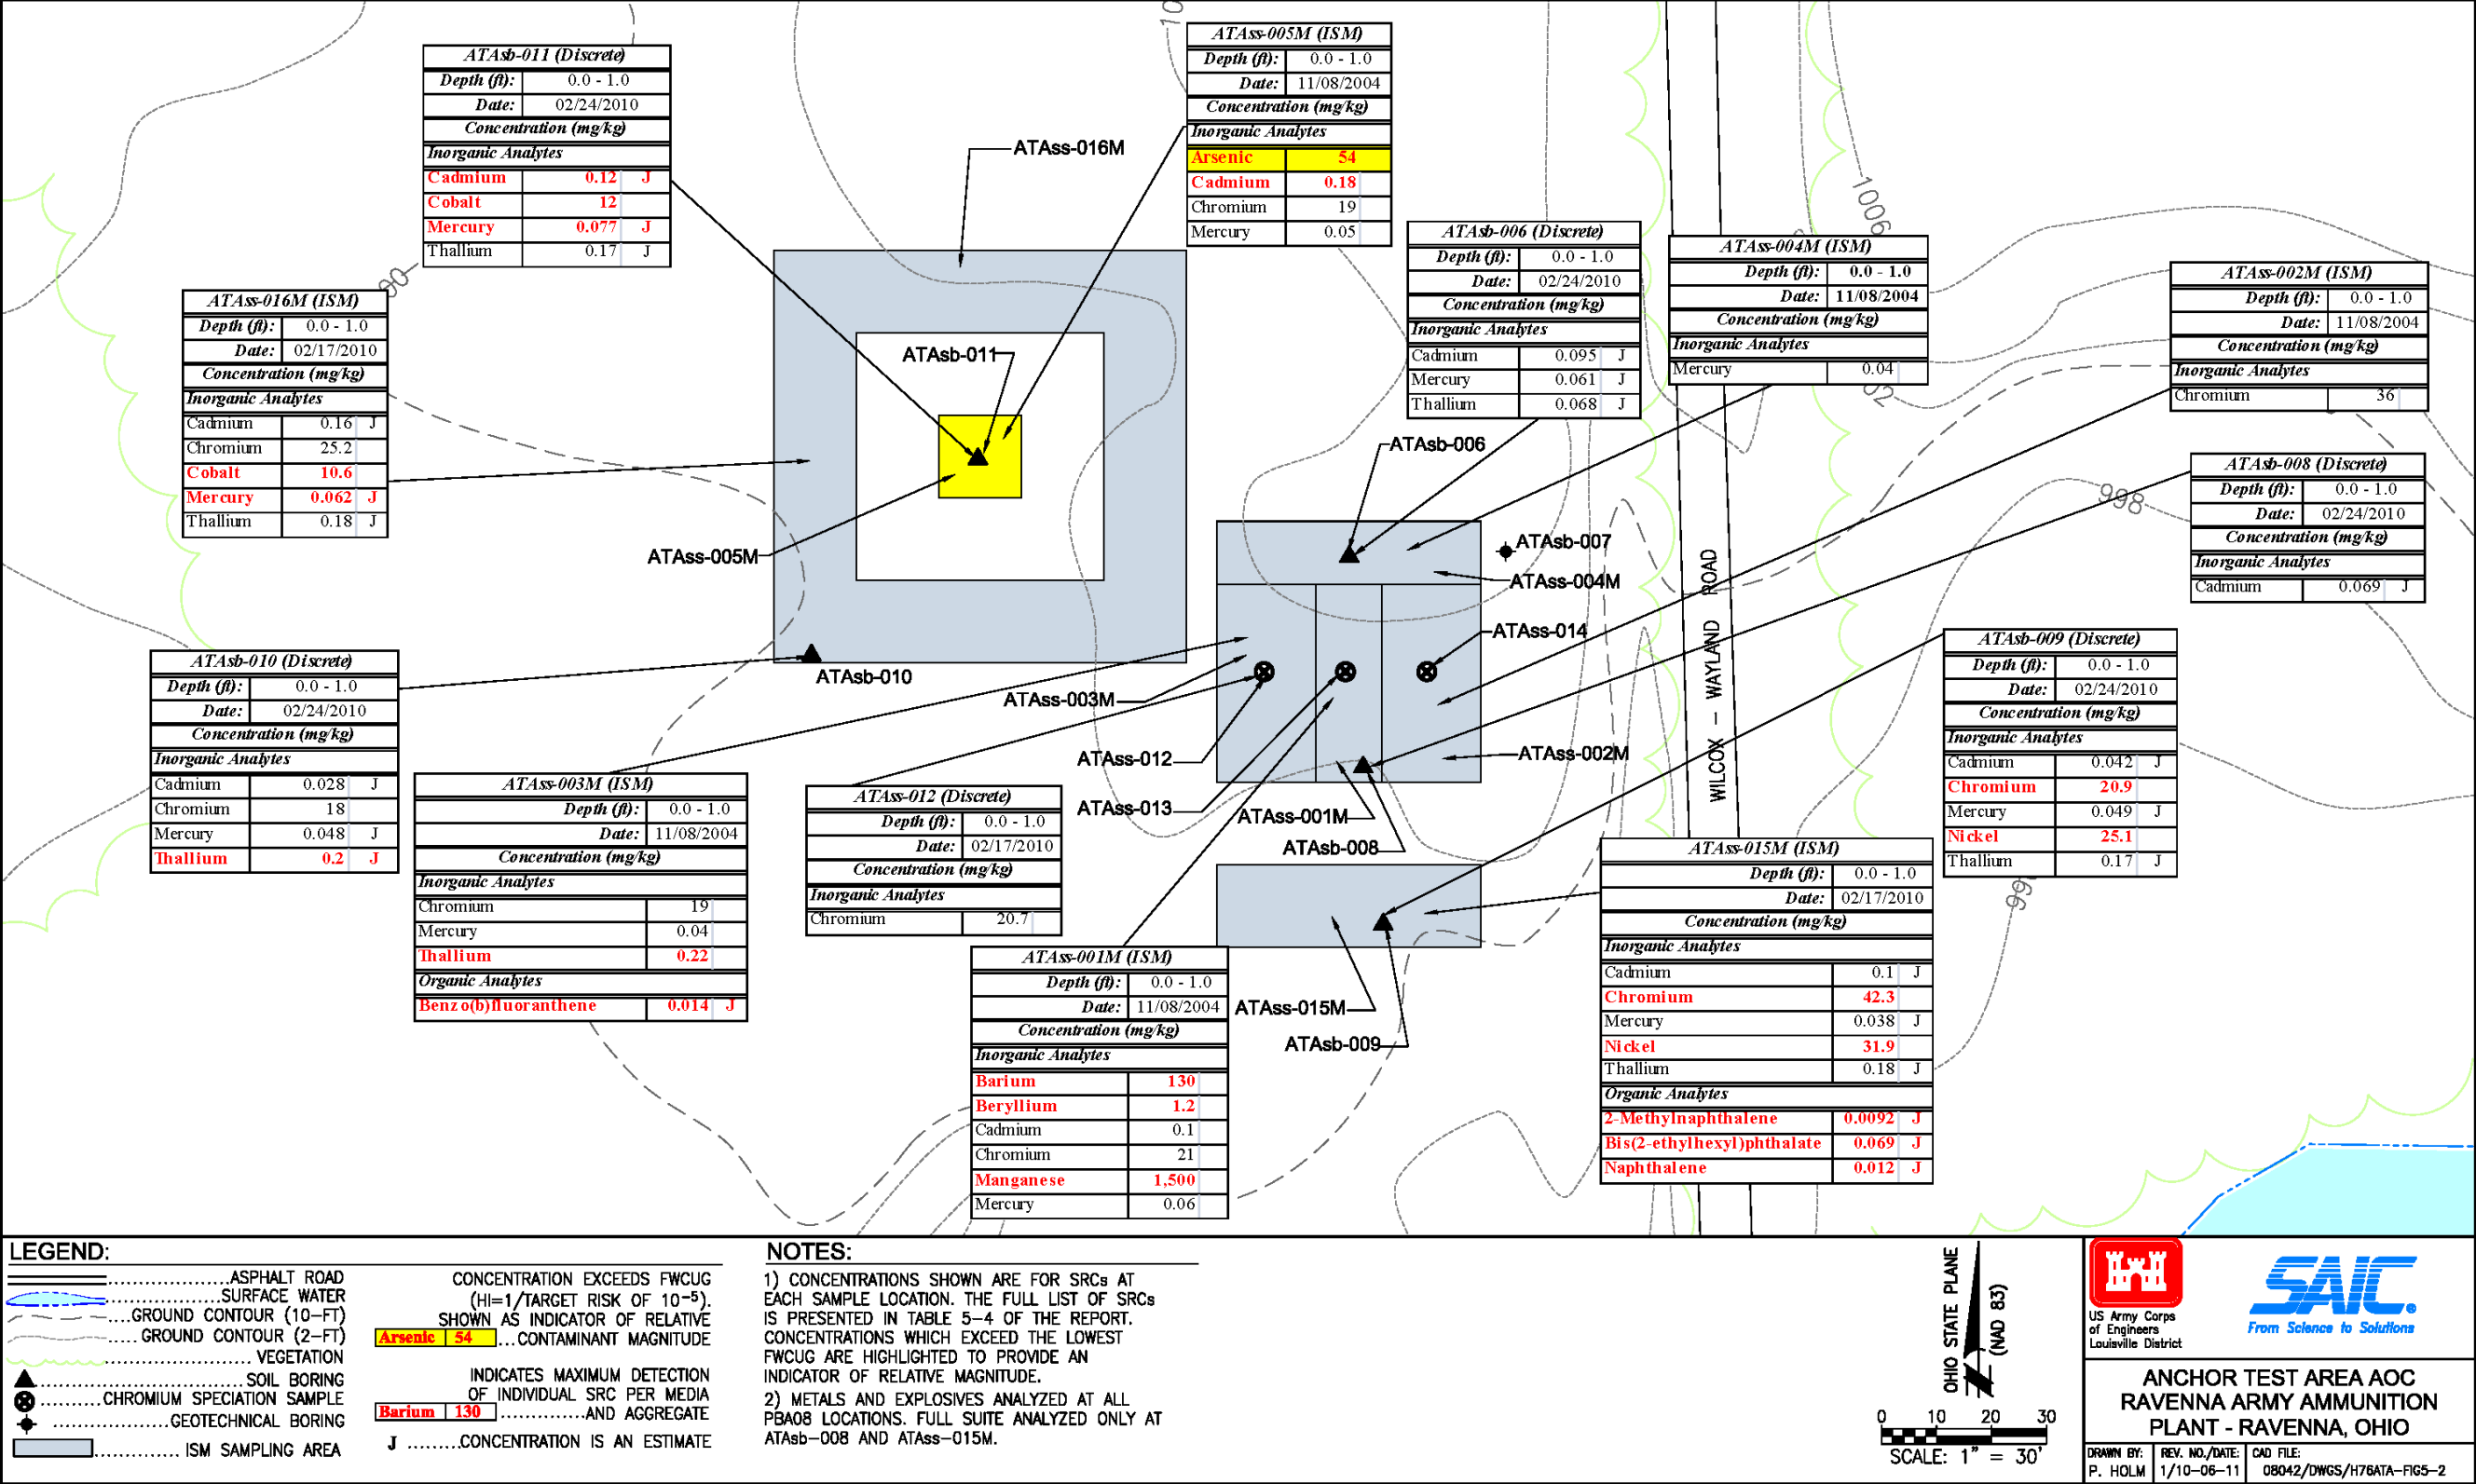 ATAsb-011 (Discrete)
Depth (ft): 0.0 - 1.0
Date: 02/24/2010
Concentration (mg/kg)
Inorganic Analytes
Cadmium 0.12 J
Cobalt 12
Mercury 0.077 J
Thallium 0.17 J
ATAss-005M (ISM)
Depth (ft): 0.0 - 1.0
Date: 11/08/2004
Concentration (mg/kg)
Inorganic Analytes
Arsenic 54
Cadmium 0.18
Chromium 19
Mercury 0.05
ATAss-016M
1006
ATAsb-006 (Discrete)
Depth (ft): 0.0 - 1.0
Date: 02/24/2010
Concentration (mg/kg)
Inorganic Analytes
Cadmium 0.095 J
Mercury 0.061 J
Thallium 0.068 J
ATAss-004M (ISM)
Depth (ft): 0.0 - 1.0
Date: 11/08/2004
Concentration (mg/kg)
Inorganic Analytes
Mercury 0.04
ATAss-002M (ISM)
Depth (ft): 0.0 - 1.0
Date: 11/08/2004
Concentration (mg/kg)
Inorganic Analytes
Chromium 36
ATAss-016M (ISM)
Depth (ft): 0.0 - 1.0
Date: 02/17/2010
Concentration (mg/kg)
Inorganic Analytes
Cadmium 0.16 J
Chromium 25.2
Cobalt 10.6
Mercury 0.062 J
Thallium 0.18 J
ATAsb-011
ATAss-005M
ATAsb-006
ATAsb-007
ATAss-004M
ATAss-014
998
ATAsb-008 (Discrete)
Depth (ft): 0.0 - 1.0
Date: 02/24/2010
Concentration (mg/kg)
Inorganic Analytes
Cadmium 0.069 J
WILCOX - WAYLAND ROAD
ATAsb-010
ATAss-003M
ATAss-012
ATAss-013
ATAss-002M
ATAss-001M
ATAsb-008
ATAsb-010 (Discrete)
Depth (ft): 0.0 - 1.0
Date: 02/24/2010
Concentration (mg/kg)
Inorganic Analytes
Cadmium 0.028 J
Chromium 18
Mercury 0.048 J
Thallium 0.2 J
ATAsb-009 (Discrete)
Depth (ft): 0.0 - 1.0
Date: 02/24/2010
Concentration (mg/kg)
Inorganic Analytes
Cadmium 0.042 J
Chromium 20.9
Mercury 0.049 J
Nickel 25.1
Thallium 0.17 J
ATAss-003M (ISM)
Depth (ft): 0.0 - 1.0
Date: 11/08/2004
Concentration (mg/kg)
Inorganic Analytes
Chromium 19
Mercury 0.04
Thallium 0.22
Organic Analytes
Benzo(b)fluoranthene 0.014 J
ATAss-012 (Discrete)
Depth (ft): 0.0 - 1.0
Date: 02/17/2010
Concentration (mg/kg)
Inorganic Analytes
Chromium 20.7
ATAss-015M (ISM)
Depth (ft): 0.0 - 1.0
Date: 02/17/2010
Concentration (mg/kg)
Inorganic Analytes
Cadmium 0.1 J
Chromium 42.3
Mercury 0.038 J
Nickel 31.9
Thallium 0.18 J
Organic Analytes
2-Methylnaphthalene 0.0092 J
Bis(2-ethylhexyl)phthalate 0.069 J
Naphthalene 0.012 J
ATAss-001M (ISM)
Depth (ft): 0.0 - 1.0
Date: 11/08/2004
Concentration (mg/kg)
Inorganic Analytes
Barium 130
Beryllium 1.2
Cadmium 0.1
Chromium 21
Manganese 1,500
Mercury 0.06
ATAss-015M
ATAsb-009
LEGEND:
ASPHALT ROAD
SURFACE WATER
GROUND CONTOUR (10-FT)
GROUND CONTOUR (2-FT)
VEGETATION
SOIL BORING
CHROMIUM SPECIATION SAMPLE
GEOTECHNICAL BORING
ISM SAMPLING AREA
CONCENTRATION EXCEEDS FWCUG
(HI=1/TARGET RISK OF 10-5).
SHOWN AS INDICATOR OF RELATIVE
Arsenic 54 ...CONTAMINANT MAGNITUDE
INDICATES MAXIMUM DETECTION
OF INDIVIDUAL SRC PER MEDIA
Barium 130 .............AND AGGREGATE
J .........CONCENTRATION IS AN ESTIMATE
NOTES:
1) CONCENTRATIONS SHOWN ARE FOR SRCs AT
EACH SAMPLE LOCATION. THE FULL LIST OF SRCs
IS PRESENTED IN TABLE 5-4 OF THE REPORT.
CONCENTRATIONS WHICH EXCEED THE LOWEST
FWCUG ARE HIGHLIGHTED TO PROVIDE AN
INDICATOR OF RELATIVE MAGNITUDE.
2) METALS AND EXPLOSIVES ANALYZED AT ALL
PBA08 LOCATIONS. FULL SUITE ANALYZED ONLY AT
ATAsb-008 AND ATAss-015M.
OHIO STATE PLANE
(NAD 83)
0 10 20 30
SCALE: 1" = 30'
US Army Corps
of Engineers
Louisville District
SAIC
From Science to Solutions
ANCHOR TEST AREA AOC
RAVENNA ARMY AMMUNITION
PLANT - RAVENNA, OHIO
DRAWN BY: REV. NO./DATE: CAD FILE:
P. HOLM 1/10-06-11 08042/DWGS/H76ATA-FIG5-2